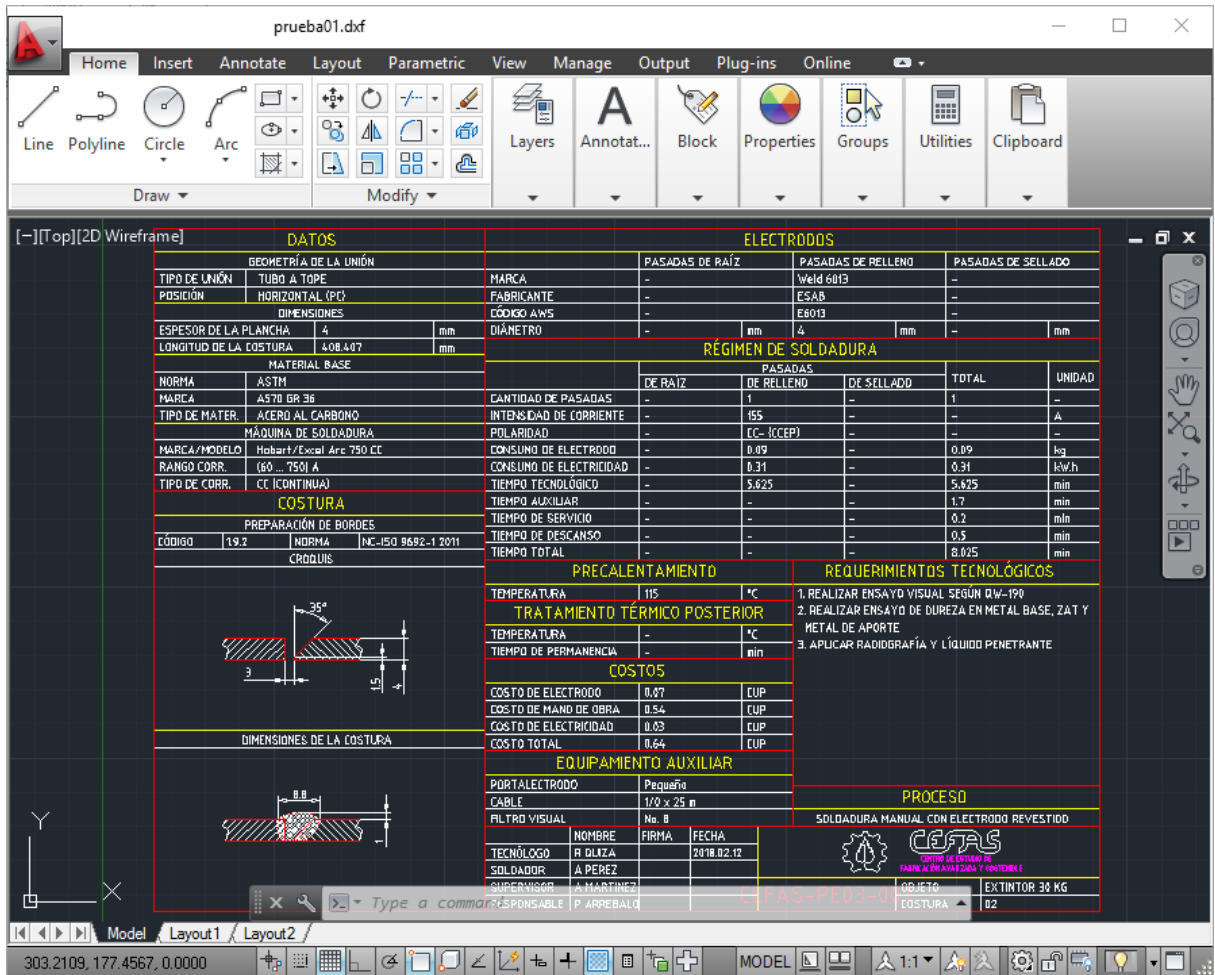 prueba01.dxf
Home Insert Annotate Layout Parametric View Manage Output Plug-ins Online
Line Polyline Circle Arc Layers Annotat... Block Properties Groups Utilities Clipboard
Draw Modify
[−][Top][2D Wireframe]
DATOS
GEOMETRÍA DE LA UNIÓN
TIPO DE UNIÓN TUBO A TOPE
POSICIÓN HORIZONTAL (PC)
DIMENSIONES
ESPESOR DE LA PLANCHA 4 mm
LONGITUD DE LA COSTURA 408.407 mm
MATERIAL BASE
NORMA ASTM
MARCA A570 GR 36
TIPO DE MATER. ACERO AL CARBONO
MÁQUINA DE SOLDADURA
MARCA/MODELO Hobart/Excel Arc 750 CC
RANGO CORR. (60 ... 750) A
TIPO DE CORR. CC (CONTINUA)
COSTURA
PREPARACIÓN DE BORDES
CÓDIGO 1.9.2 NORMA NC-ISO 9692-1 2011
CROQUIS
35°
3
1.5
4
DIMENSIONES DE LA COSTURA
8.8
1
ELECTRODOS
PASADAS DE RAÍZ PASADAS DE RELLENO PASADAS DE SELLADO
MARCA - Weld 6013 -
FABRICANTE - ESAB -
CÓDIGO AWS - E6013 -
DIÁMETRO - mm 4 mm - mm
RÉGIMEN DE SOLDADURA
PASADAS
DE RAÍZ DE RELLENO DE SELLADO TOTAL UNIDAD
CANTIDAD DE PASADAS - 1 - 1 -
INTENSIDAD DE CORRIENTE - 155 - - A
POLARIDAD - CC- (CCEP) - - -
CONSUMO DE ELECTRODO - 0.09 - 0.09 kg
CONSUMO DE ELECTRICIDAD - 0.31 - 0.31 kW.h
TIEMPO TECNOLÓGICO - 5.625 - 5.625 min
TIEMPO AUXILIAR - - - 1.7 min
TIEMPO DE SERVICIO - - - 0.2 min
TIEMPO DE DESCANSO - - - 0.5 min
TIEMPO TOTAL - - - 8.025 min
PRECALENTAMIENTO
TEMPERATURA 115 °C
TRATAMIENTO TÉRMICO POSTERIOR
TEMPERATURA - °C
TIEMPO DE PERMANENCIA - min
COSTOS
COSTO DE ELECTRODO 0.07 CUP
COSTO DE MANO DE OBRA 0.54 CUP
COSTO DE ELECTRICIDAD 0.03 CUP
COSTO TOTAL 0.64 CUP
EQUIPAMIENTO AUXILIAR
PORTALECTRODO Pequeño
CABLE 1/0 x 25 m
FILTRO VISUAL No. 8
REQUERIMIENTOS TECNOLÓGICOS
1. REALIZAR ENSAYO VISUAL SEGÚN QW-190
2. REALIZAR ENSAYO DE DUREZA EN METAL BASE, ZAT Y
METAL DE APORTE
3. APLICAR RADIOGRAFÍA Y LÍQUIDO PENETRANTE
PROCESO
SOLDADURA MANUAL CON ELECTRODO REVESTIDO
NOMBRE FIRMA FECHA
TECNÓLOGO R QUIZA 2018.02.12
SOLDADOR A PEREZ
SUPERVISOR A MARTINEZ
RESPONSABLE P ARREBALO
CEFAS
CENTRO DE ESTUDIO DE
FABRICACIÓN AVANZADA Y SOSTENIBLE
CEFAS-PE03-0
OBJETO EXTINTOR 30 KG
COSTURA 02
Type a command
Model Layout1 Layout2
303.2109, 177.4567, 0.0000 MODEL 1:1